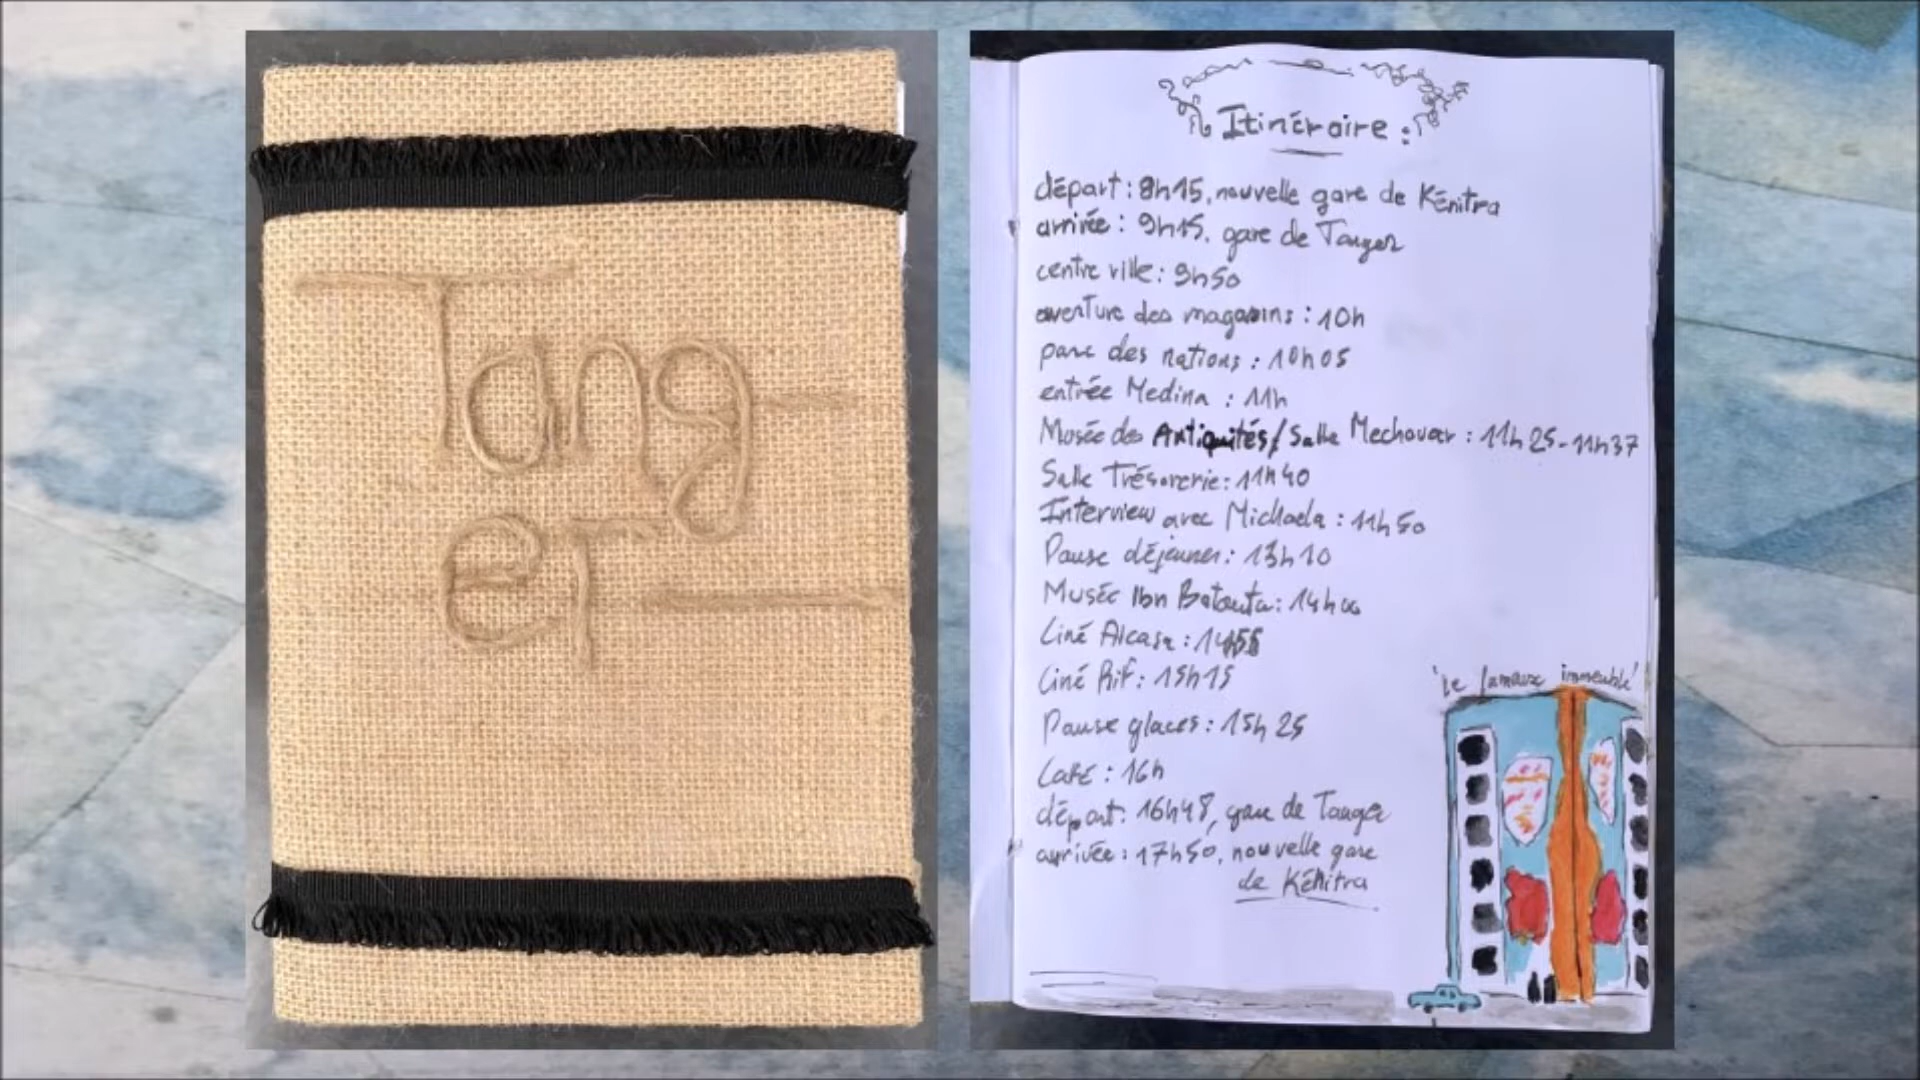 Tang
er
Itinéraire :
départ : 8h15, nouvelle gare de Kénitra
arrivée : 9h15, gare de Tanger
centre ville : 9h50
ouverture des magasins : 10h
parc des nations : 10h05
entrée Medina : 11h
Musée des Antiquités / Salle Mechouar : 11h25-11h37
Salle Trésorerie : 11h40
Interview avec Michaela : 11h50
Pause déjeuner : 13h10
Musée Ibn Batouta : 14h00
Ciné Alcasar :
Ciné Rif : 15h15
Pause glaces : 15h25
Café : 16h
départ : 16h48, gare de Tanger
arrivée : 17h50, nouvelle gare
de Kénitra
'le fameux immeuble'